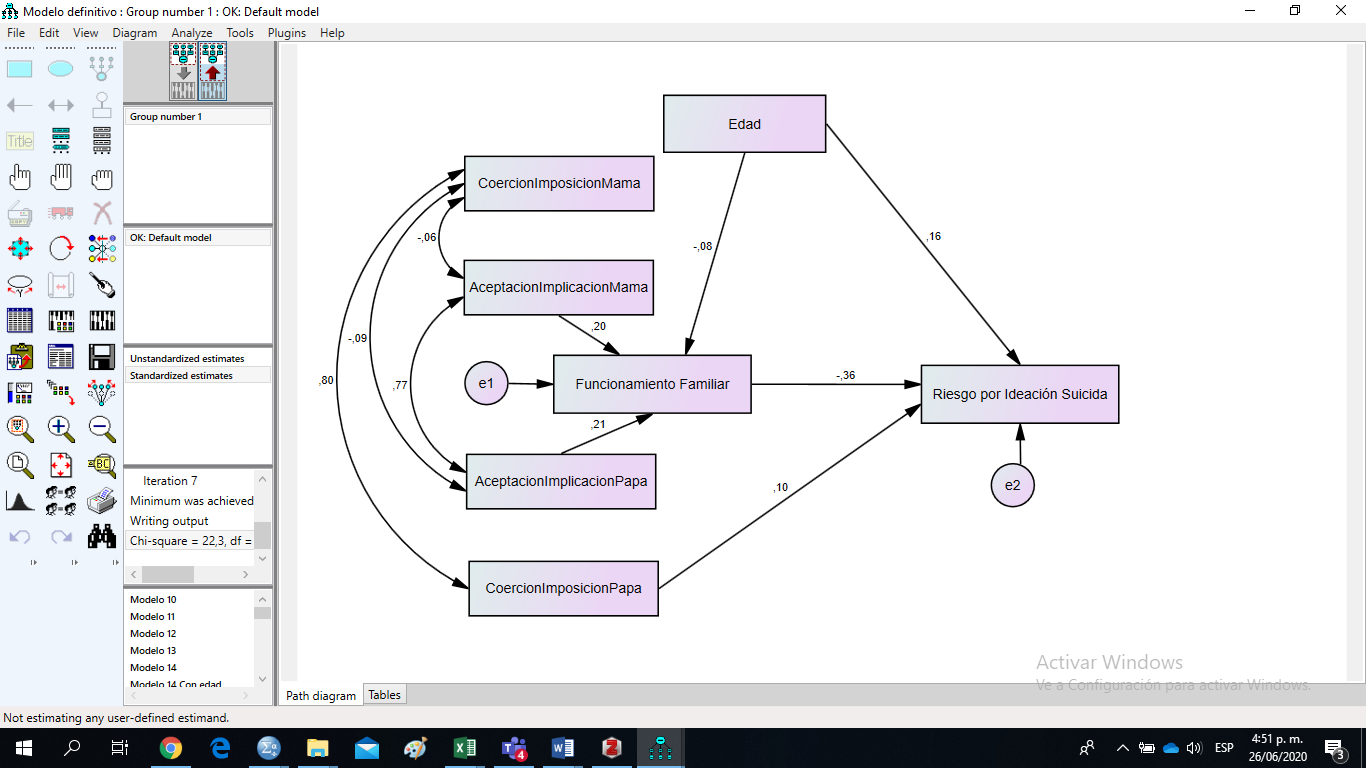 Modelo definitivo : Group number 1 : OK: Default model
File Edit View Diagram Analyze Tools Plugins Help
Title
Group number 1
OK: Default model
Unstandardized estimates
Standardized estimates
Iteration 7
Minimum was achieved
Writing output
Chi-square = 22,3, df =
Modelo 10
Modelo 11
Modelo 12
Modelo 13
Modelo 14
Modelo 14 Con edad
Edad
CoercionImposicionMama
-,06
-,08
,16
AceptacionImplicacionMama
,20
-,09
,80
,77
e1
Funcionamiento Familiar
-,36
Riesgo por Ideación Suicida
,21
AceptacionImplicacionPapa
,10
e2
CoercionImposicionPapa
Activar Windows
Ve a Configuración para activar Windows.
Path diagram Tables
Not estimating any user-defined estimand.
4
ESP
4:51 p. m.
26/06/2020
3